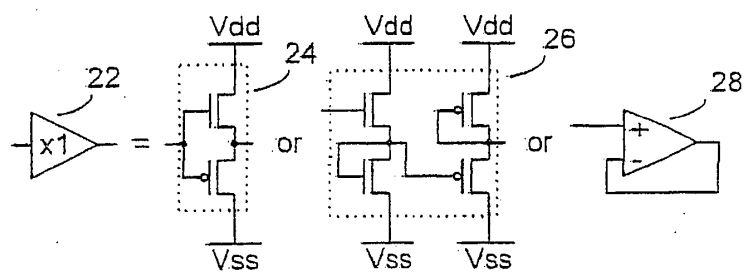 Vdd Vdd Vdd
22 24 26 28
x1 = or or + -
Vss Vss Vss